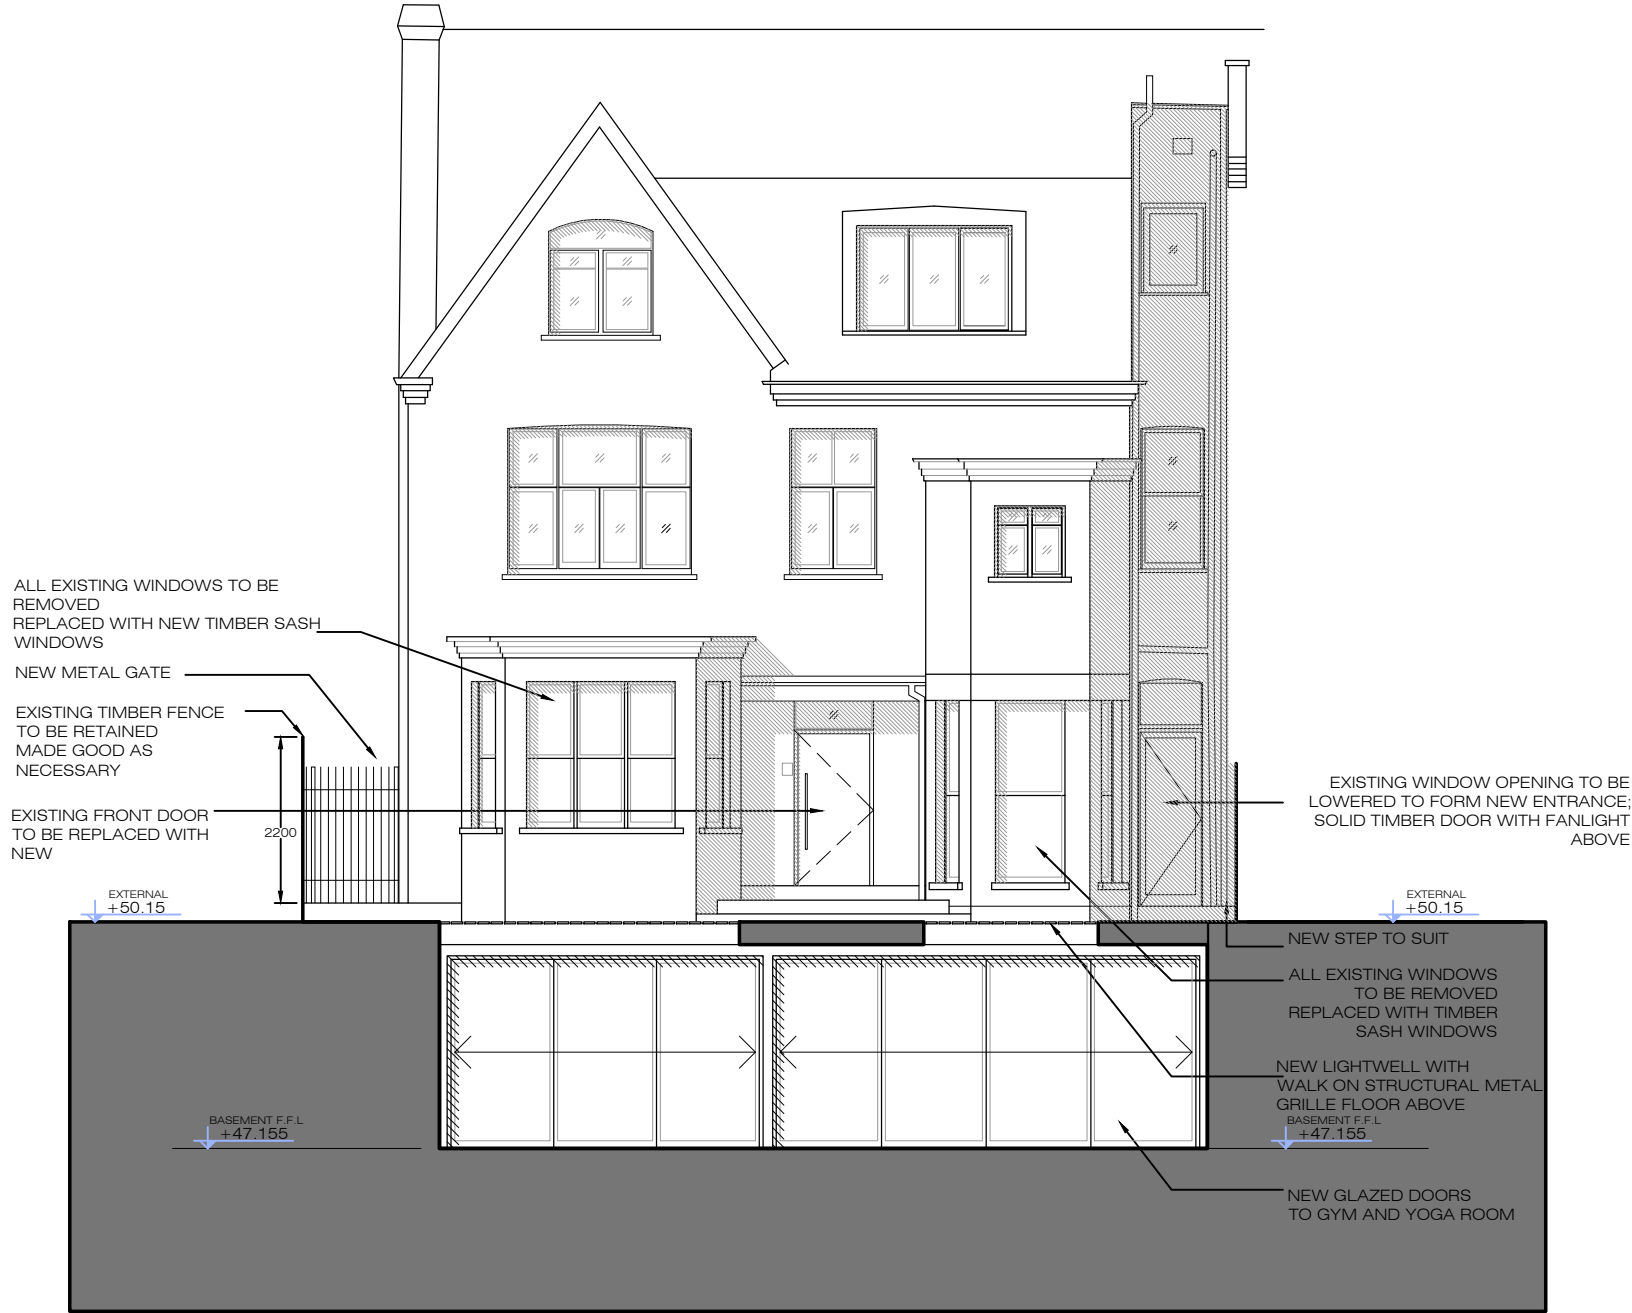 ALL EXISTING WINDOWS TO BE
REMOVED
REPLACED WITH NEW TIMBER SASH
WINDOWS
NEW METAL GATE
EXISTING TIMBER FENCE
TO BE RETAINED
MADE GOOD AS
NECESSARY
EXISTING FRONT DOOR
TO BE REPLACED WITH
NEW
2200
EXTERNAL
+50.15
BASEMENT F.F.L
+47.155
EXISTING WINDOW OPENING TO BE
LOWERED TO FORM NEW ENTRANCE;
SOLID TIMBER DOOR WITH FANLIGHT
ABOVE
EXTERNAL
+50.15
NEW STEP TO SUIT
ALL EXISTING WINDOWS
TO BE REMOVED
REPLACED WITH TIMBER
SASH WINDOWS
NEW LIGHTWELL WITH
WALK ON STRUCTURAL METAL
GRILLE FLOOR ABOVE
BASEMENT F.F.L
+47.155
NEW GLAZED DOORS
TO GYM AND YOGA ROOM